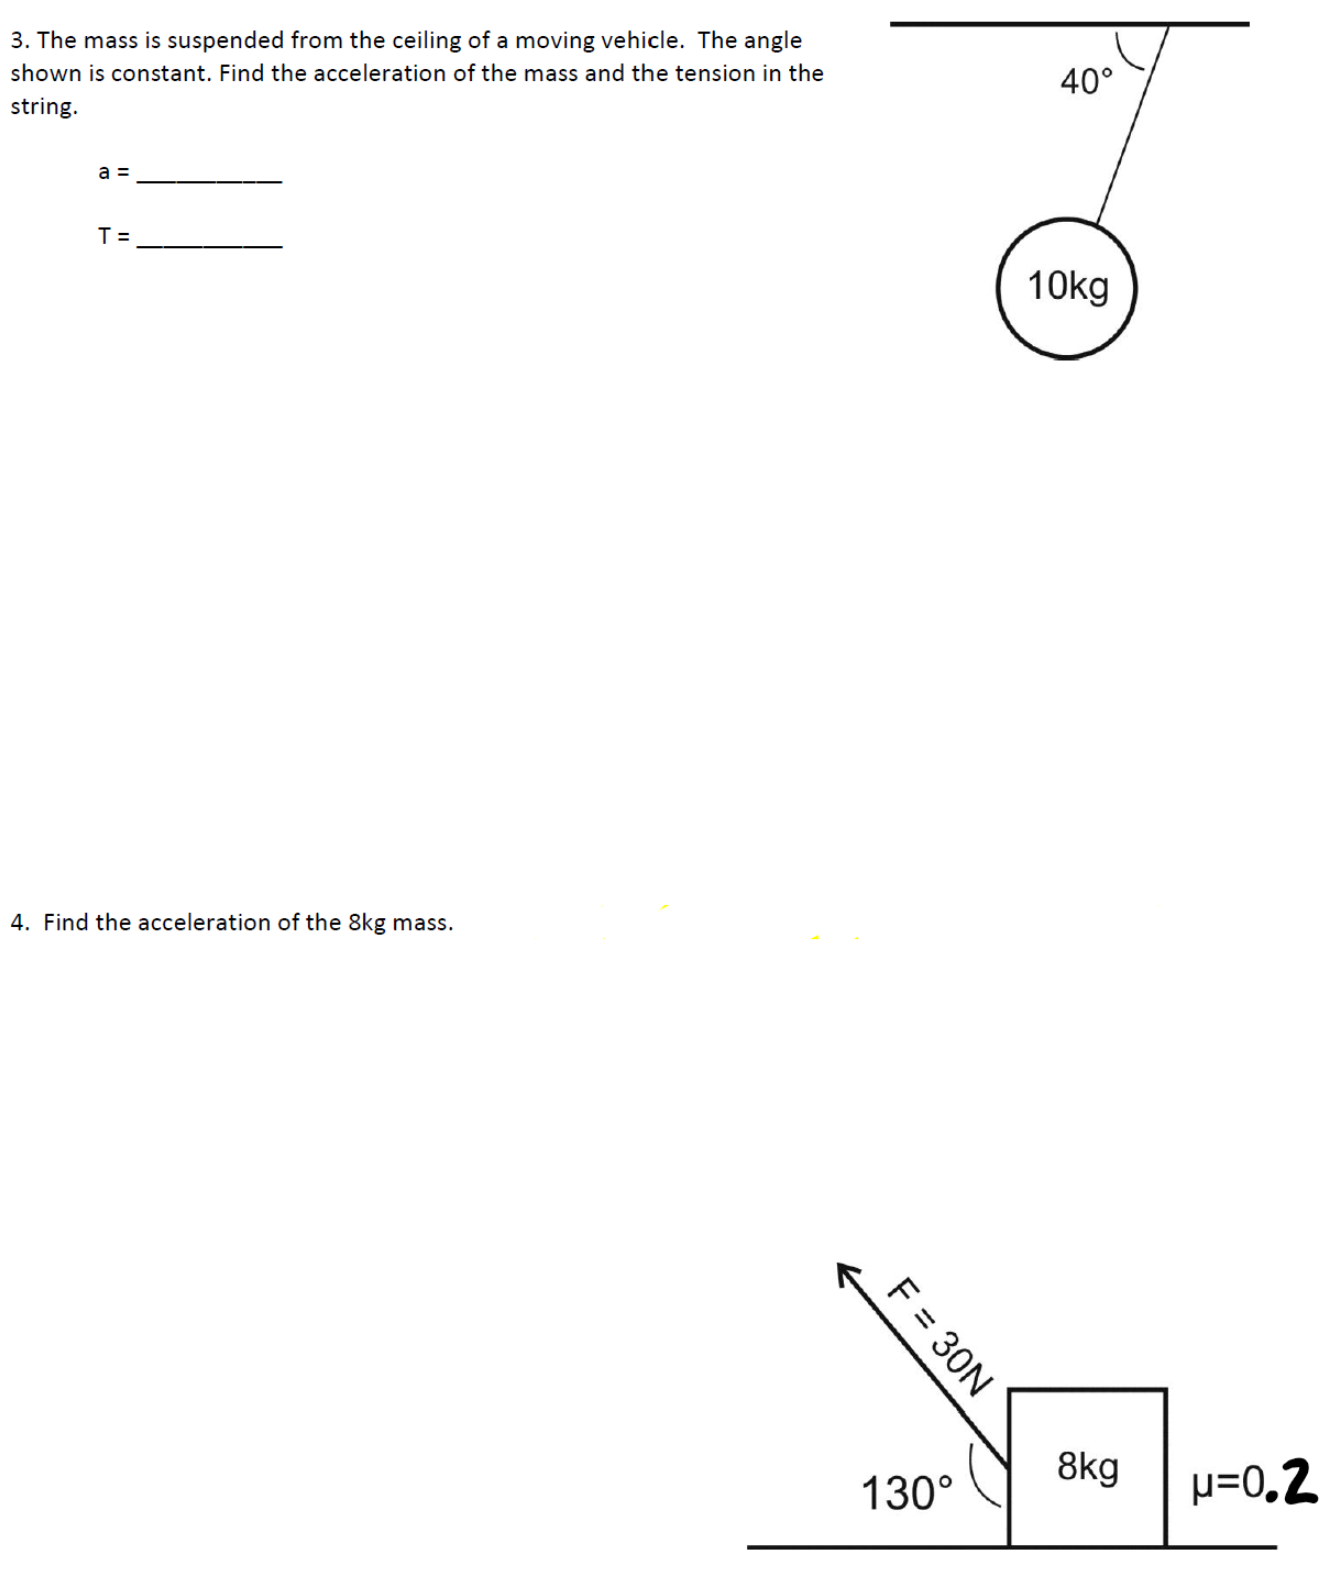 3. The mass is suspended from the ceiling of a moving vehicle.  The angle
shown is constant. Find the acceleration of the mass and the tension in the
string.
40°
a = ___________
T = ___________
10kg
4.  Find the acceleration of the 8kg mass.
F = 30N
130°
8kg
μ=0.2